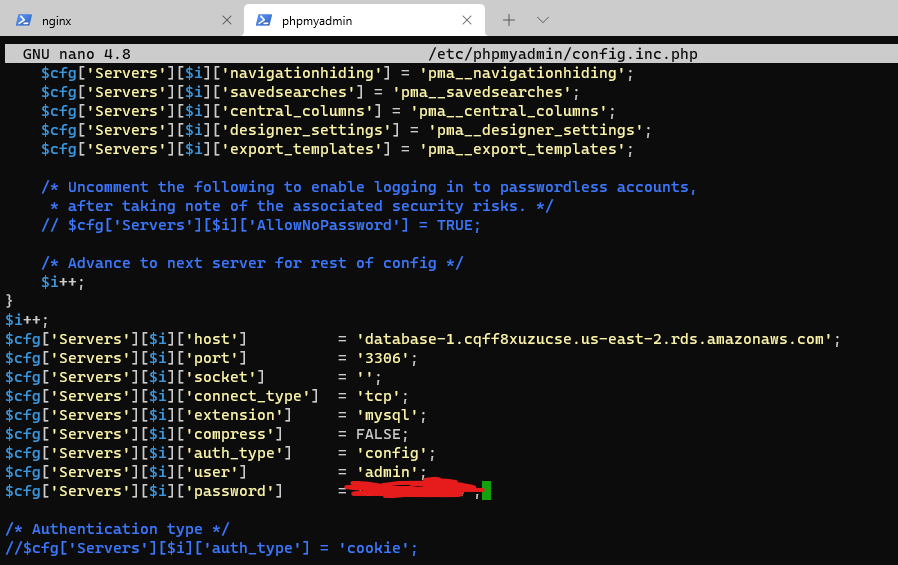 nginx
phpmyadmin
GNU nano 4.8 /etc/phpmyadmin/config.inc.php
$cfg['Servers'][$i]['navigationhiding'] = 'pma__navigationhiding';
$cfg['Servers'][$i]['savedsearches'] = 'pma__savedsearches';
$cfg['Servers'][$i]['central_columns'] = 'pma__central_columns';
$cfg['Servers'][$i]['designer_settings'] = 'pma__designer_settings';
$cfg['Servers'][$i]['export_templates'] = 'pma__export_templates';
/* Uncomment the following to enable logging in to passwordless accounts,
* after taking note of the associated security risks. */
// $cfg['Servers'][$i]['AllowNoPassword'] = TRUE;
/* Advance to next server for rest of config */
$i++;
}
$i++;
$cfg['Servers'][$i]['host'] = 'database-1.cqff8xuzucse.us-east-2.rds.amazonaws.com';
$cfg['Servers'][$i]['port'] = '3306';
$cfg['Servers'][$i]['socket'] = '';
$cfg['Servers'][$i]['connect_type'] = 'tcp';
$cfg['Servers'][$i]['extension'] = 'mysql';
$cfg['Servers'][$i]['compress'] = FALSE;
$cfg['Servers'][$i]['auth_type'] = 'config';
$cfg['Servers'][$i]['user'] = 'admin';
$cfg['Servers'][$i]['password'] = ;
/* Authentication type */
//$cfg['Servers'][$i]['auth_type'] = 'cookie';